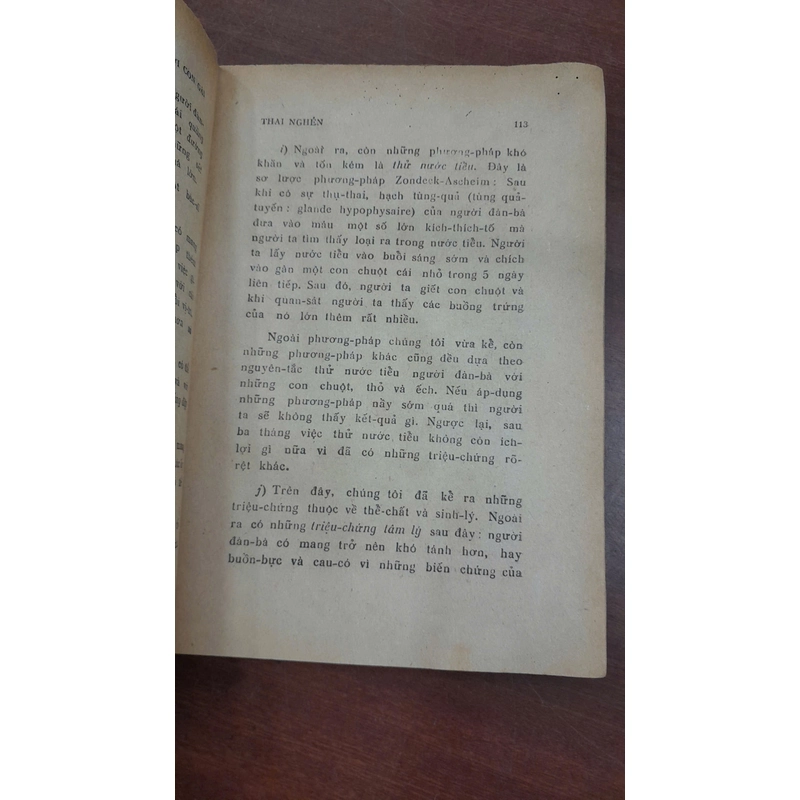 THAI NGHÉN 113
i) Ngoài ra, còn những phương-pháp khó
khăn và tốn kém là thử nước tiểu. Đây là
sơ lược phương-pháp Zondeck-Ascheim : Sau
khi có sự thụ-thai, hạch tùng-quả (tùng quả-
tuyến : glande hypophysaire) của người đàn-bà
đưa vào máu một số lớn kích-thích-tố mà
người ta tìm thấy loại ra trong nước tiểu. Người
ta lấy nước tiểu vào buổi sáng sớm và chích
vào gân một con chuột cái nhỏ trong 5 ngày
liên tiếp. Sau đó, người ta giết con chuột và
khi quan-sát người ta thấy các buồng trứng
của nó lớn thêm rất nhiều.
Ngoài phương-pháp chúng tôi vừa kể, còn
những phương-pháp khác cũng đều dựa theo
nguyên-tắc thử nước tiểu người đàn-bà với
những con chuột, thỏ và ếch. Nếu áp-dụng
những phương-pháp nầy sớm quá thì người
ta sẽ không thấy kết-quả gì. Ngược lại, sau
ba tháng việc thử nước tiểu không còn ích-
lợi gì nữa vì đã có những triệu-chứng rõ-
rệt khác.
j) Trên đây, chúng tôi đã kể ra những
triệu-chứng thuộc về thể-chất và sinh-lý. Ngoài
ra có những triệu-chứng tâm lý sau đây : người
đàn-bà có mang trở nên khó tánh hơn, hay
buồn-bực và cau-có vì những biến chứng của